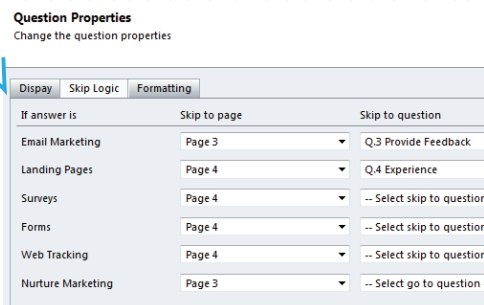 Question Properties
Change the question properties
Dispay Skip Logic Formatting
If answer is Skip to page Skip to question
Email Marketing Page 3 Q.3 Provide Feedback
Landing Pages Page 4 Q.4 Experience
Surveys Page 4 -- Select skip to question
Forms Page 4 -- Select skip to question
Web Tracking Page 4 -- Select skip to question
Nurture Marketing Page 3 -- Select go to question